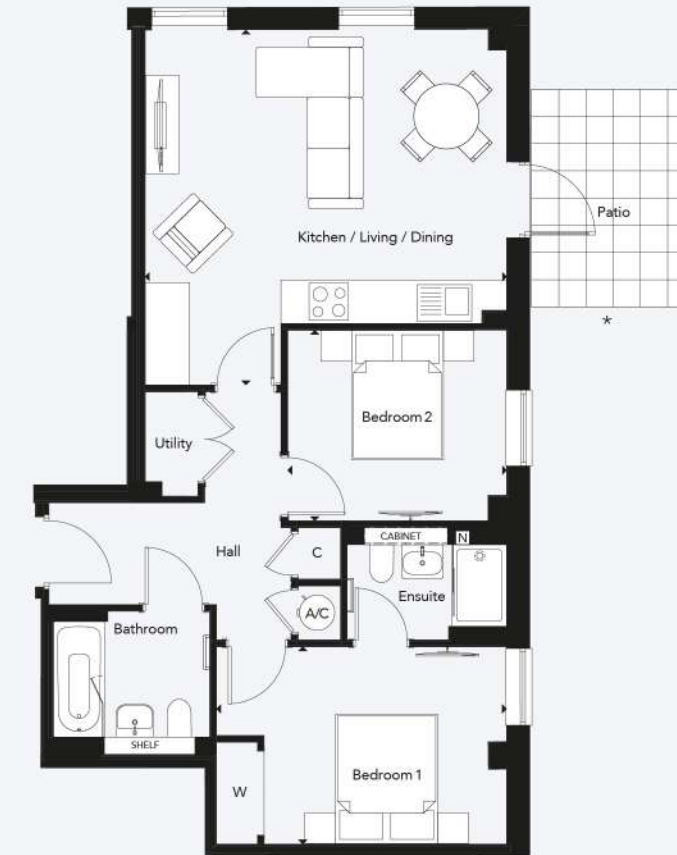 Patio
Kitchen / Living / Dining
*
Bedroom 2
Utility
CABINET
N
Hall
C
Ensuite
A/C
Bathroom
SHELF
Bedroom 1
W